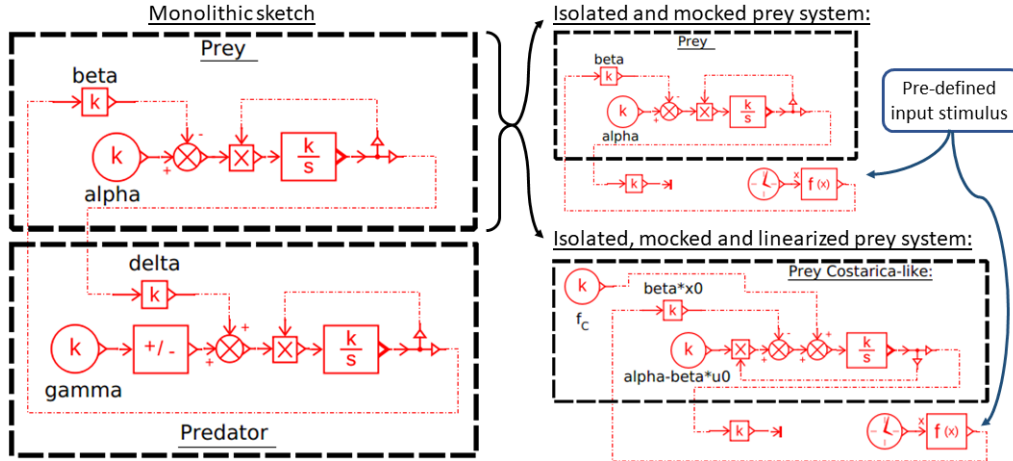 Monolithic sketch
Prey
beta
k
-
k
+
X
k
s
alpha
delta
k
+
k
+/-
+
X
k
s
gamma
Predator
Isolated and mocked prey system:
Prey
beta
k
-
k
+
X
k
s
alpha
k
x
f(x)
Pre-defined
input stimulus
Isolated, mocked and linearized prey system:
Prey Costarica-like:
k
beta*x0
f_C
k
-
+
k
X
+
+
k
s
alpha-beta*u0
k
x
f(x)